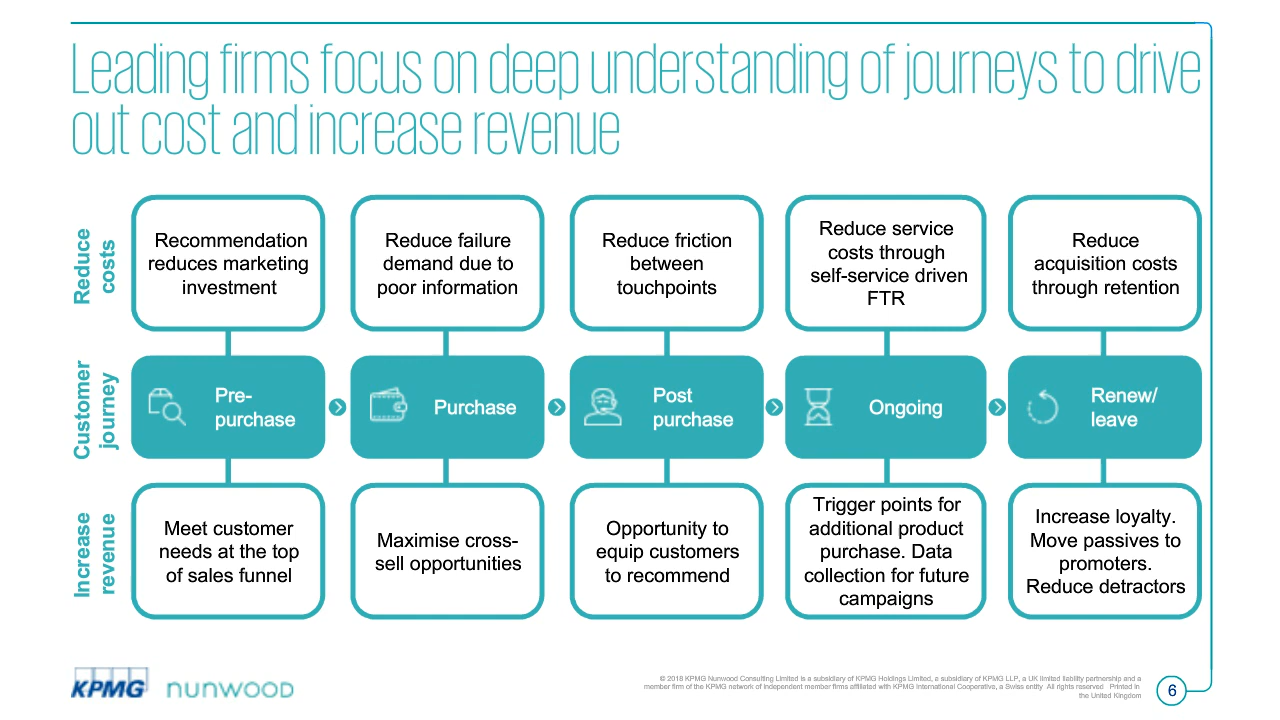 Leading firms focus on deep understanding of journeys to drive
out cost and increase revenue
Reduce
costs
Recommendation
reduces marketing
investment
Reduce failure
demand due to
poor information
Reduce friction
between
touchpoints
Reduce service
costs through
self-service driven
FTR
Reduce
acquisition costs
through retention
Customer
journey
Pre-
purchase
Purchase
Post
purchase
Ongoing
Renew/
leave
Increase
revenue
Meet customer
needs at the top
of sales funnel
Maximise cross-
sell opportunities
Opportunity to
equip customers
to recommend
Trigger points for
additional product
purchase. Data
collection for future
campaigns
Increase loyalty.
Move passives to
promoters.
Reduce detractors
KPMG nunwood
© 2018 KPMG Nunwood Consulting Limited is a subsidiary of KPMG Holdings Limited, a subsidiary of KPMG LLP, a UK limited liability partnership and a
member firm of the KPMG network of independent member firms affiliated with KPMG International Cooperative, a Swiss entity All rights reserved Printed in
the United Kingdom
6